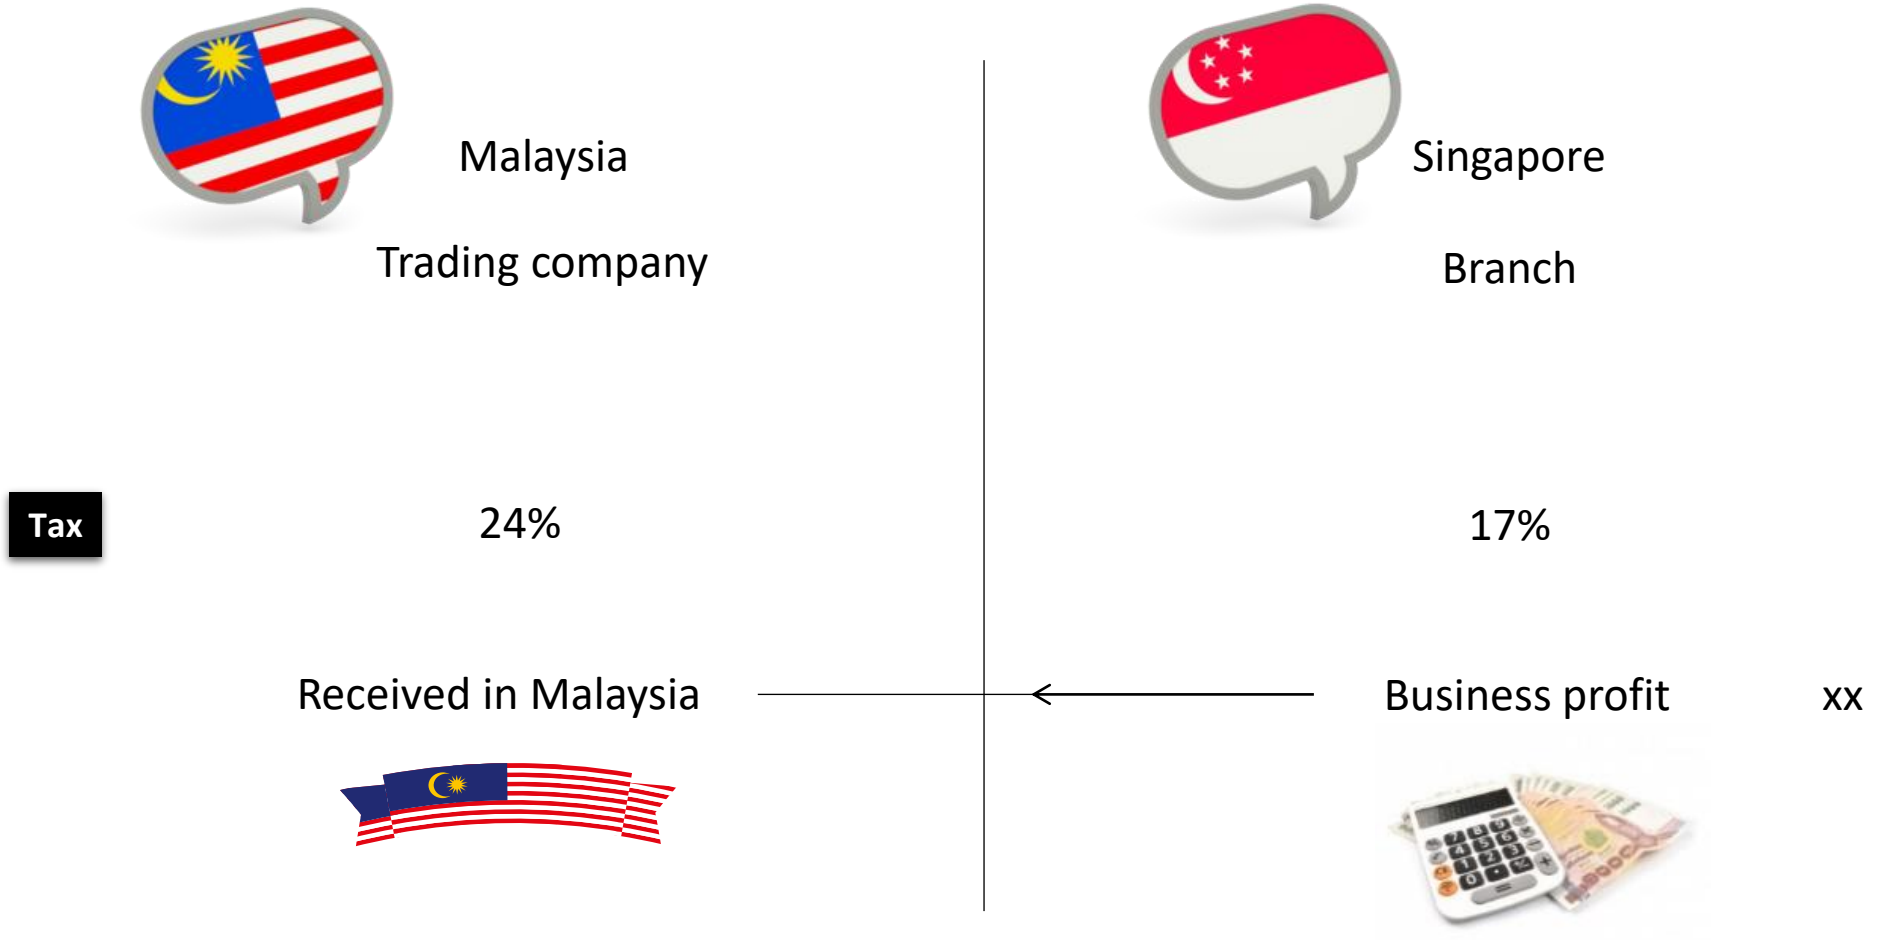 Malaysia
Singapore
Trading company
Branch
Tax
24%
17%
Received in Malaysia
Business profit
xx